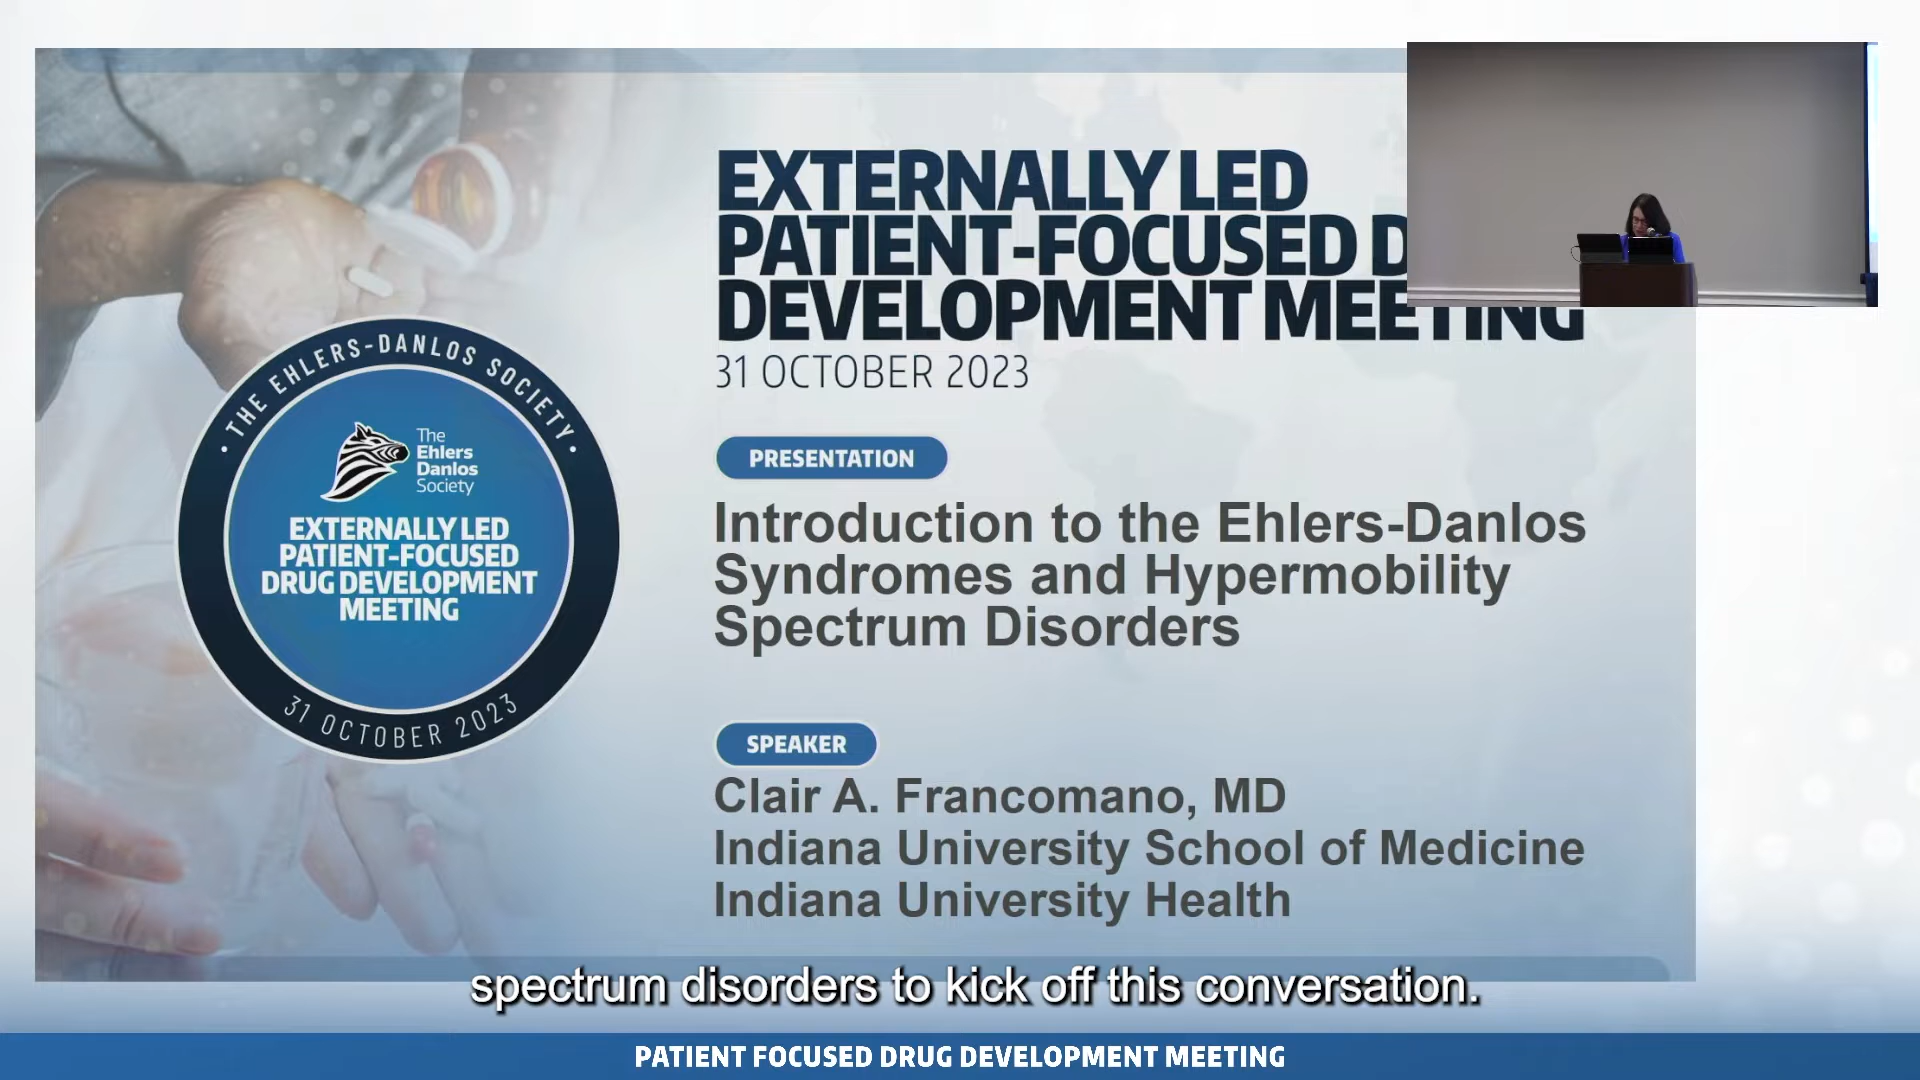 EXTERNALLY LED
PATIENT-FOCUSED D
DEVELOPMENT MEETING
31 OCTOBER 2023
PRESENTATION
Introduction to the Ehlers-Danlos
Syndromes and Hypermobility
Spectrum Disorders
SPEAKER
Clair A. Francomano, MD
Indiana University School of Medicine
Indiana University Health
• THE EHLERS-DANLOS SOCIETY •
The
Ehlers
Danlos
Society
EXTERNALLY LED
PATIENT-FOCUSED
DRUG DEVELOPMENT
MEETING
31 OCTOBER 2023
spectrum disorders to kick off this conversation.
PATIENT FOCUSED DRUG DEVELOPMENT MEETING